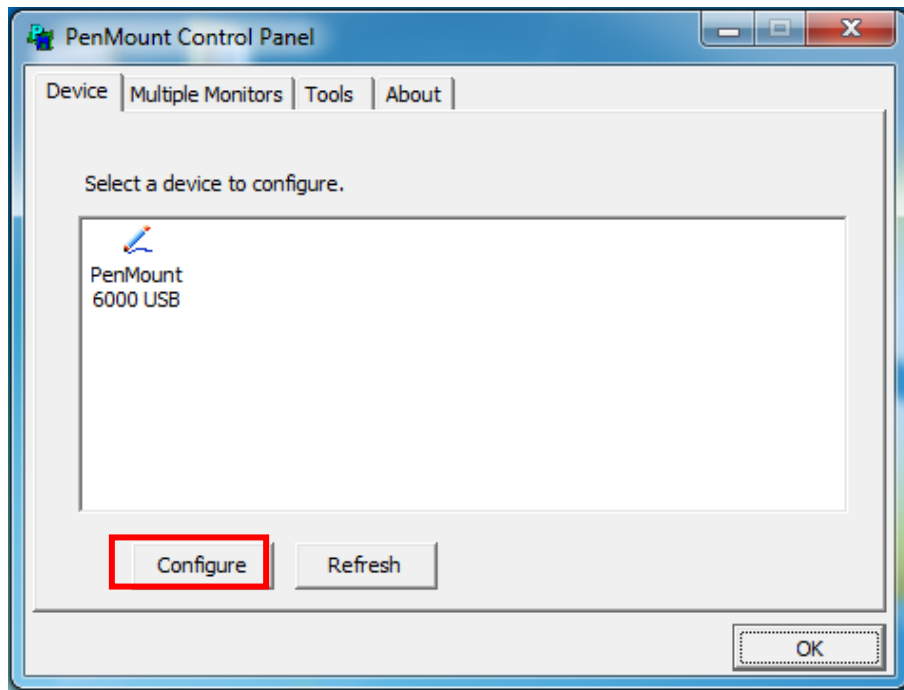 PenMount Control Panel
Device Multiple Monitors Tools About
Select a device to configure.
PenMount
6000 USB
Configure Refresh
OK